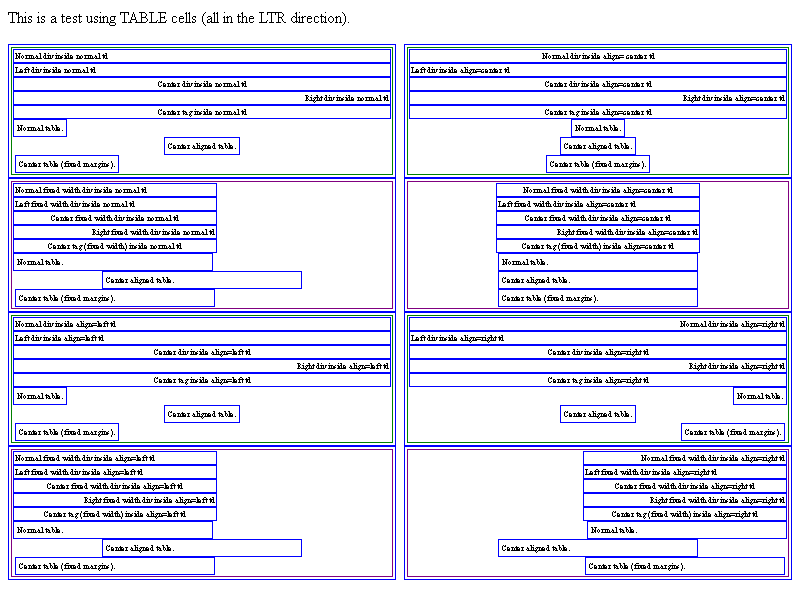 This is a test using TABLE cells (all in the LTR direction).
Normal div inside normal td
Left div inside normal td
Center div inside normal td
Right div inside normal td
Center tag inside normal td
Normal table.
Center aligned table.
Center table (fixed margins).
Normal div inside align=center td
Left div inside align=center td
Center div inside align=center td
Right div inside align=center td
Center tag inside align=center td
Normal table.
Center aligned table.
Center table (fixed margins).
Normal fixed width div inside normal td
Left fixed width div inside normal td
Center fixed width div inside normal td
Right fixed width div inside normal td
Center tag (fixed width) inside normal td
Normal table.
Center aligned table.
Center table (fixed margins).
Normal fixed width div inside align=center td
Left fixed width div inside align=center td
Center fixed width div inside align=center td
Right fixed width div inside align=center td
Center tag (fixed width) inside align=center td
Normal table.
Center aligned table.
Center table (fixed margins).
Normal div inside align=left td
Left div inside align=left td
Center div inside align=left td
Right div inside align=left td
Center tag inside align=left td
Normal table.
Center aligned table.
Center table (fixed margins).
Normal div inside align=right td
Left div inside align=right td
Center div inside align=right td
Right div inside align=right td
Center tag inside align=right td
Normal table.
Center aligned table.
Center table (fixed margins).
Normal fixed width div inside align=left td
Left fixed width div inside align=left td
Center fixed width div inside align=left td
Right fixed width div inside align=left td
Center tag (fixed width) inside align=left td
Normal table.
Center aligned table.
Center table (fixed margins).
Normal fixed width div inside align=right td
Left fixed width div inside align=right td
Center fixed width div inside align=right td
Right fixed width div inside align=right td
Center tag (fixed width) inside align=right td
Normal table.
Center aligned table.
Center table (fixed margins).